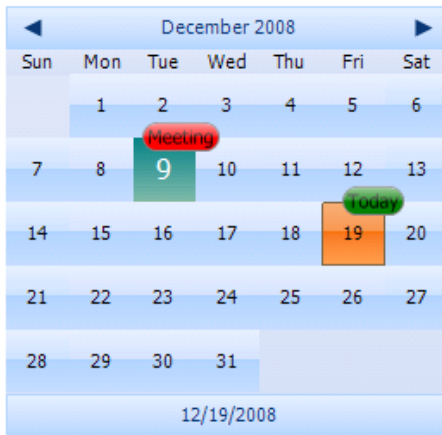 December 2008
Sun Mon Tue Wed Thu Fri Sat
1 2 3 4 5 6
Meeting
7 8 9 10 11 12 13
Today
14 15 16 17 18 19 20
21 22 23 24 25 26 27
28 29 30 31
12/19/2008